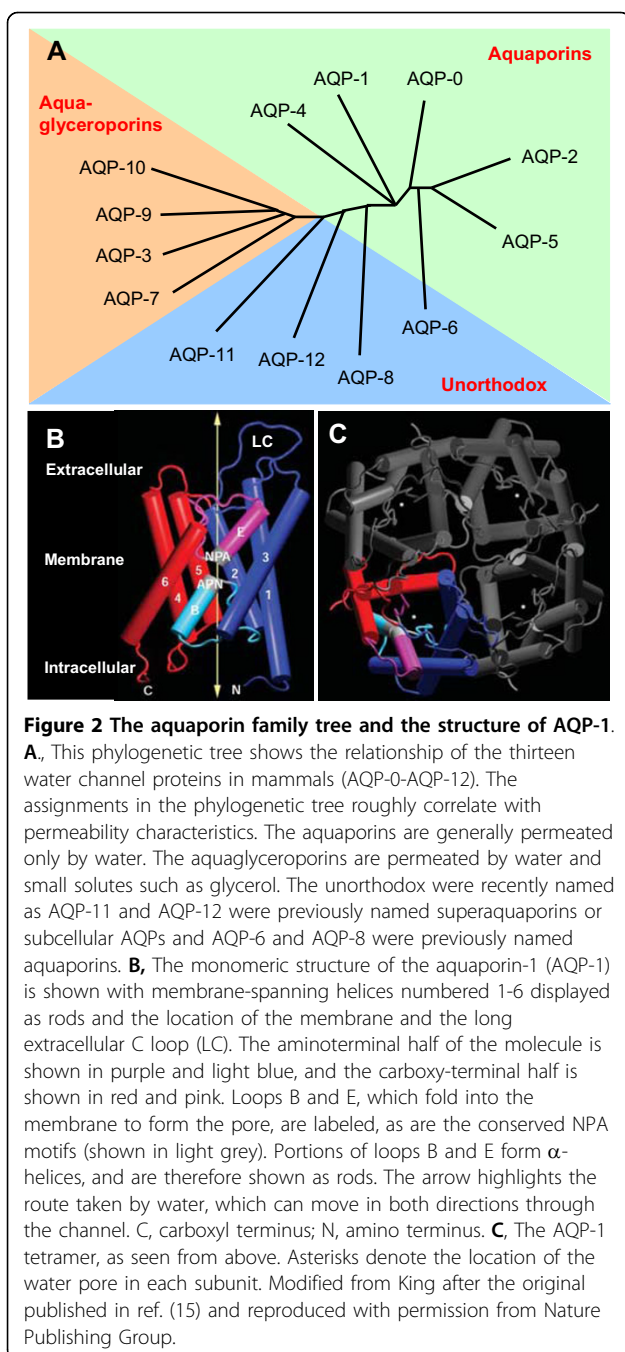 A
Aquaporins
AQP-1
AQP-0
AQP-4
Aqua-
glyceroporins
AQP-2
AQP-10
AQP-9
AQP-5
AQP-3
AQP-7
AQP-6
AQP-11
AQP-12
AQP-8
Unorthodox
B
LC
C
Extracellular
E
NPA
Membrane
5
2
3
APN
6
4
B
1
Intracellular
C
N
Figure 2 The aquaporin family tree and the structure of AQP-1.
A., This phylogenetic tree shows the relationship of the thirteen
water channel proteins in mammals (AQP-0-AQP-12). The
assignments in the phylogenetic tree roughly correlate with
permeability characteristics. The aquaporins are generally permeated
only by water. The aquaglyceroporins are permeated by water and
small solutes such as glycerol. The unorthodox were recently named
as AQP-11 and AQP-12 were previously named superaquaporins or
subcellular AQPs and AQP-6 and AQP-8 were previously named
aquaporins. B, The monomeric structure of the aquaporin-1 (AQP-1)
is shown with membrane-spanning helices numbered 1-6 displayed
as rods and the location of the membrane and the long
extracellular C loop (LC). The aminoterminal half of the molecule is
shown in purple and light blue, and the carboxy-terminal half is
shown in red and pink. Loops B and E, which fold into the
membrane to form the pore, are labeled, as are the conserved NPA
motifs (shown in light grey). Portions of loops B and E form α-
helices, and are therefore shown as rods. The arrow highlights the
route taken by water, which can move in both directions through
the channel. C, carboxyl terminus; N, amino terminus. C, The AQP-1
tetramer, as seen from above. Asterisks denote the location of the
water pore in each subunit. Modified from King after the original
published in ref. (15) and reproduced with permission from Nature
Publishing Group.